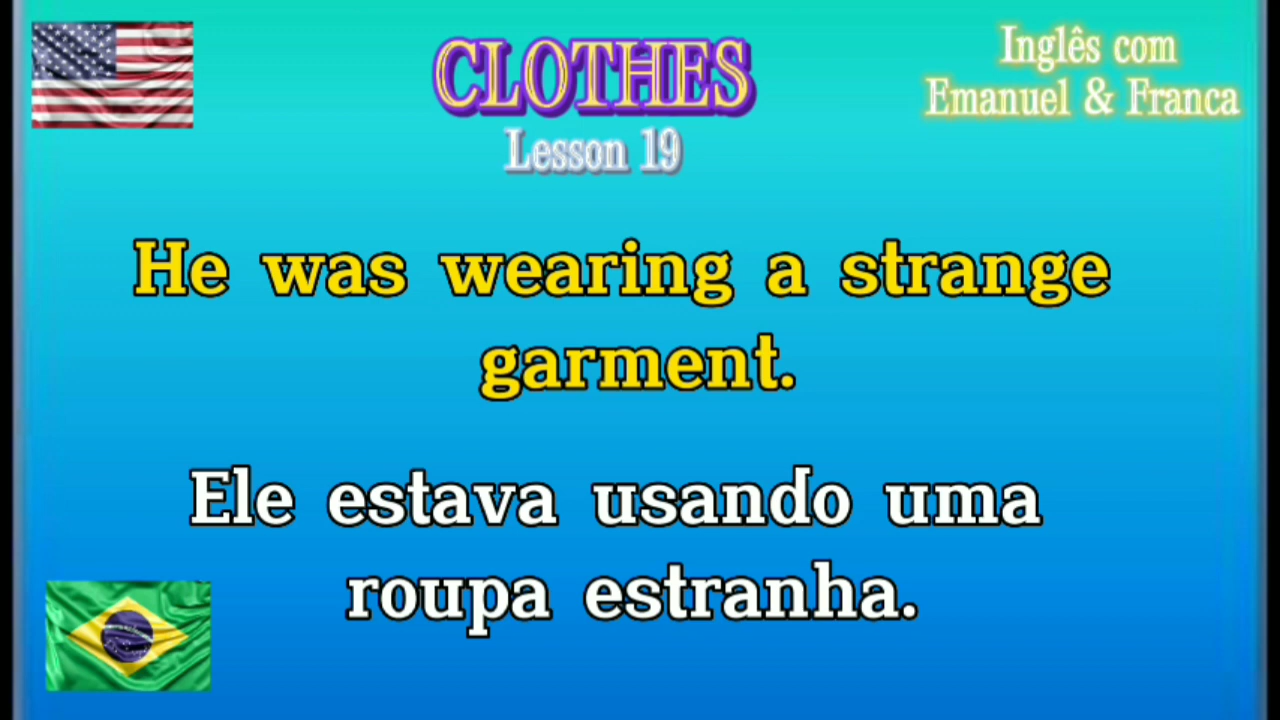 CLOTHES
Lesson 19
Inglês com
Emanuel & Franca
He was wearing a strange
garment.
Ele estava usando uma
roupa estranha.